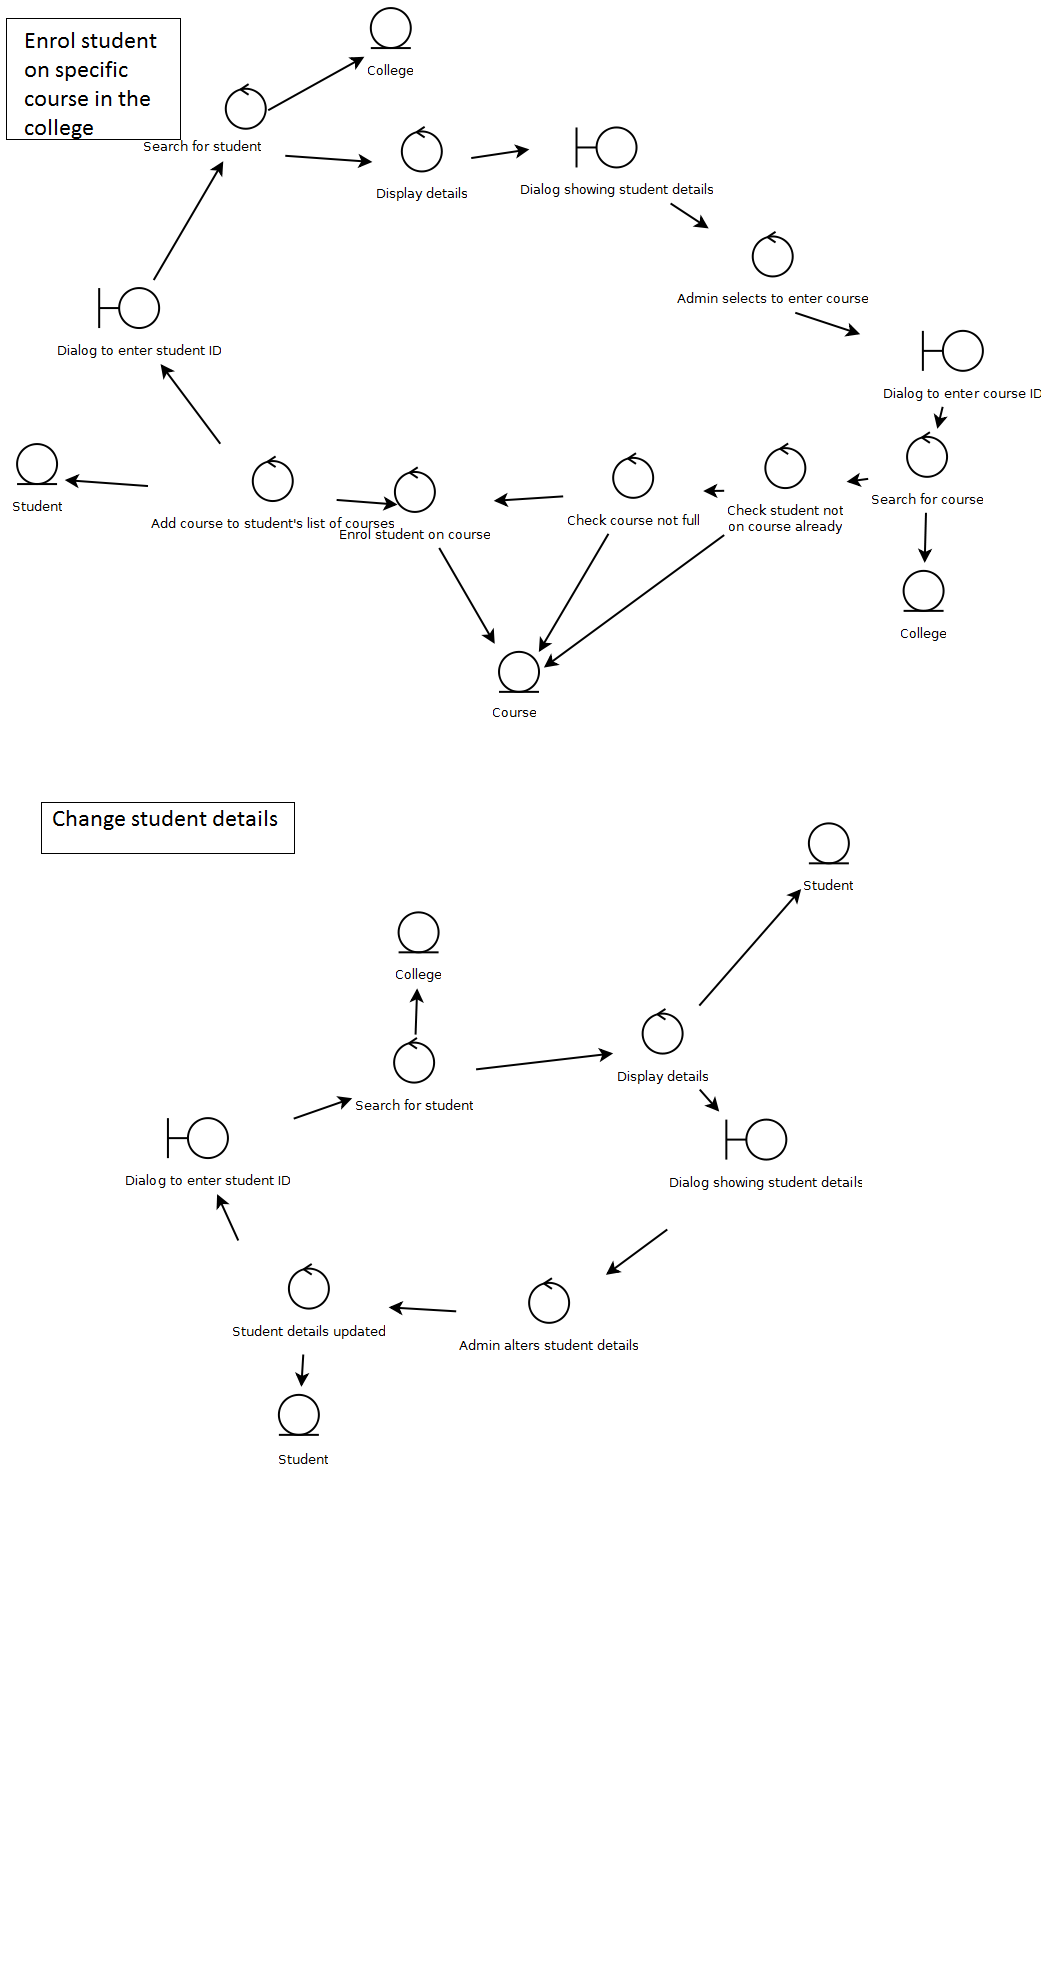 Enrol student
on specific
course in the
college
College
Search for student
Display details
Dialog showing student details
Admin selects to enter course
Dialog to enter student ID
Dialog to enter course ID
Student
Add course to student's list of courses
Enrol student on course
Check course not full
Check student not
on course already
Search for course
College
Course
Change student details
Student
College
Display details
Search for student
Dialog to enter student ID
Dialog showing student details
Student details updated
Admin alters student details
Student